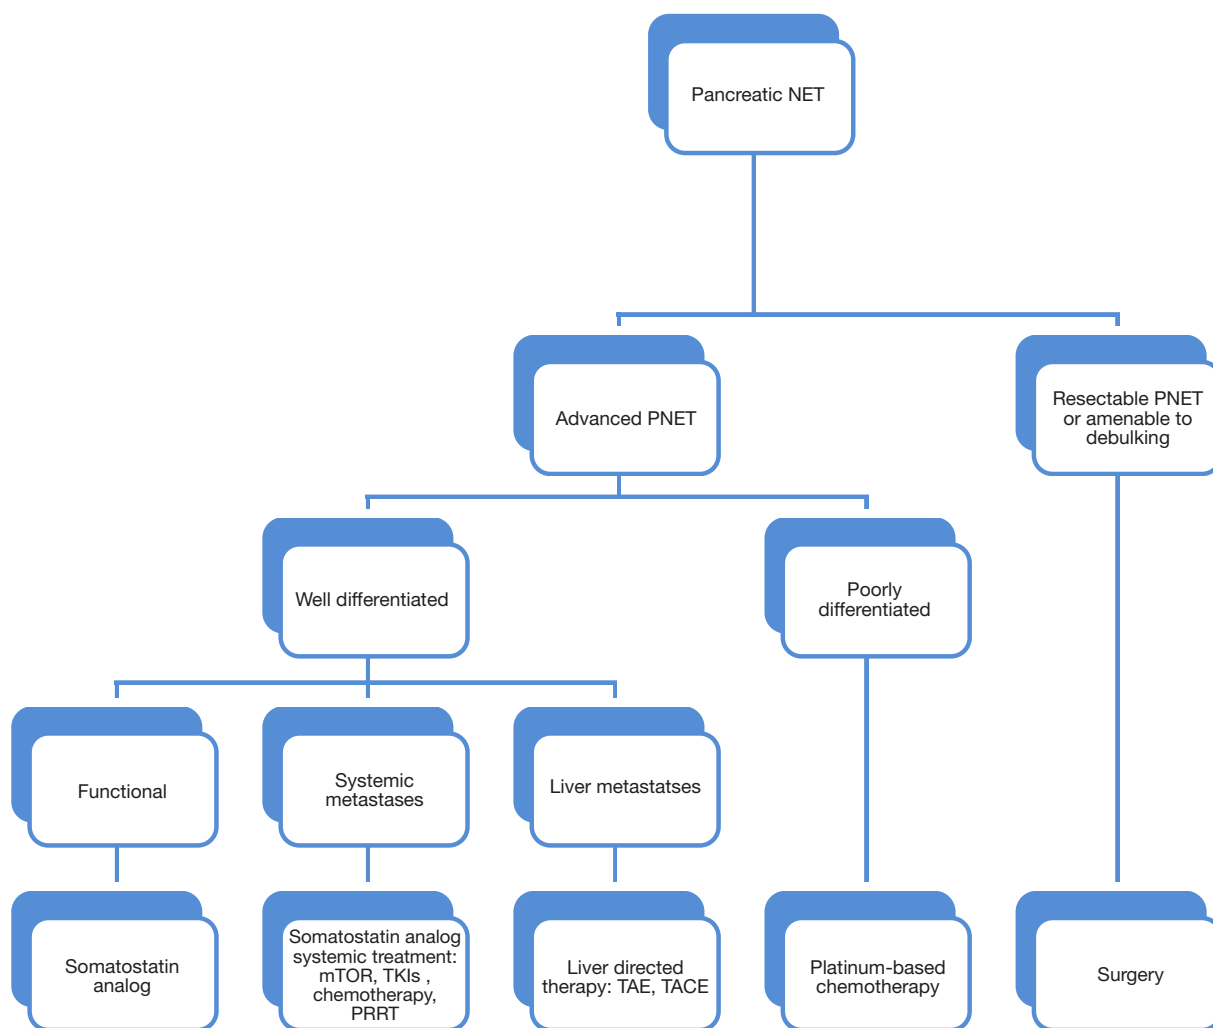 Pancreatic NET
Advanced PNET
Resectable PNET
or amenable to
debulking
Well differentiated
Poorly
differentiated
Functional
Systemic
metastases
Liver metastatses
Somatostatin
analog
Somatostatin analog
systemic treatment:
mTOR, TKIs ,
chemotherapy,
PRRT
Liver directed
therapy: TAE, TACE
Platinum-based
chemotherapy
Surgery